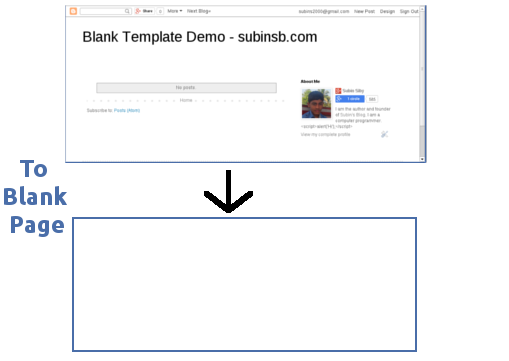 Share 0 More Next Blog» subins2000@gmail.com New Post Design Sign Out
Blank Template Demo - subinsb.com
No posts
Home
Subscribe to: Posts (Atom)
About Me
Subin Siby
I am the author and founder
of Subin's Blog. I am a
computer programmer.
View my complete profile
To
Blank
Page